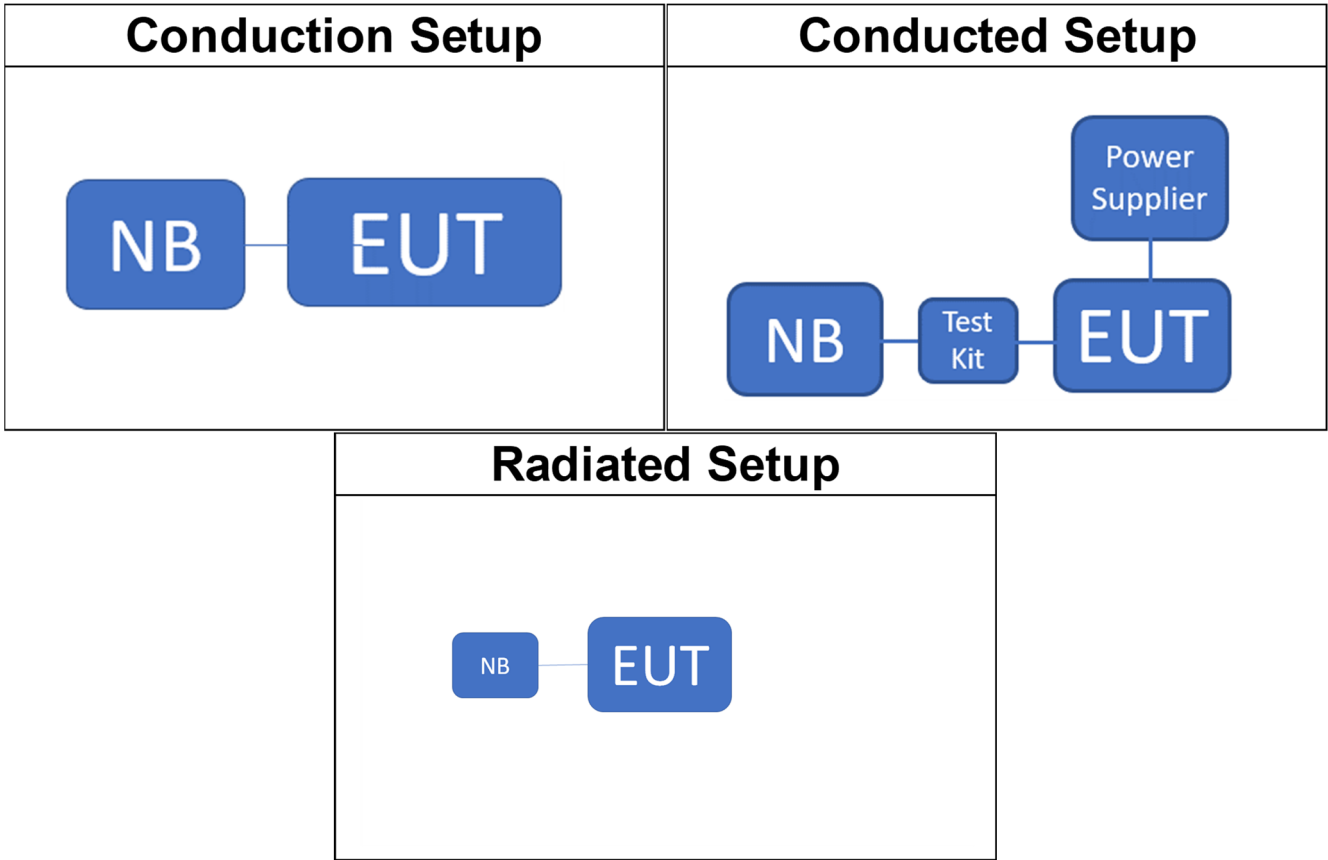 Conduction Setup
NB
EUT
Conducted Setup
Power
Supplier
NB
Test
Kit
EUT
Radiated Setup
NB
EUT